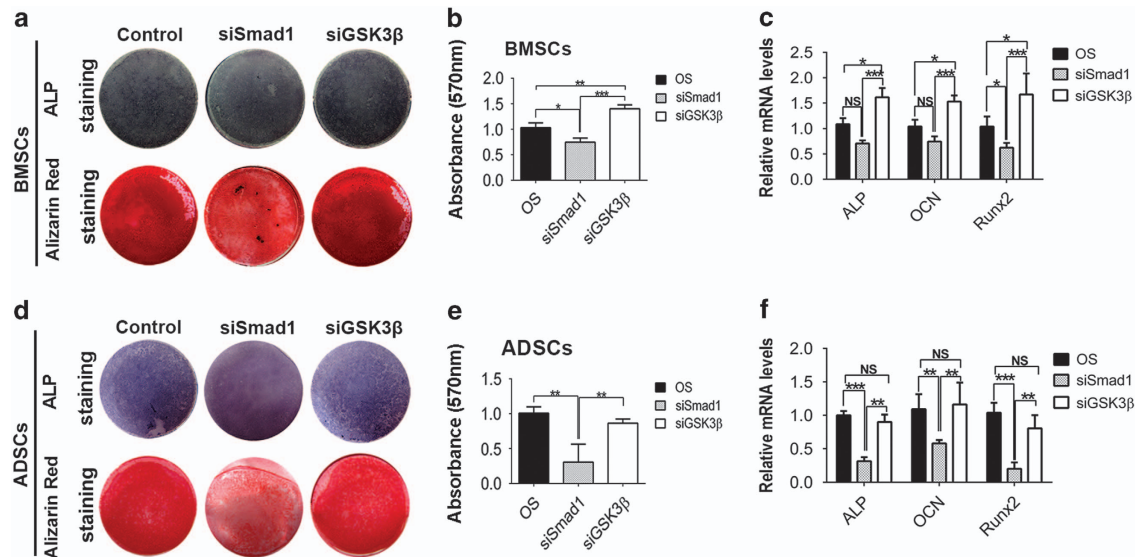 a
Control
siSmad1
siGSK3β
BMSCs
ALP
staining
Alizarin Red
staining
b
BMSCs
Absorbance (570nm)
2.0
1.5
1.0
0.5
0.0
**
*
***
OS
siSmad1
siGSK3β
OS
siSmad1
siGSK3β
c
Relative mRNA levels
2.5
2.0
1.5
1.0
0.5
0.0
*
NS
***
*
NS
***
*
*
***
ALP
OCN
Runx2
OS
siSmad1
siGSK3β
d
Control
siSmad1
siGSK3β
ADSCs
ALP
staining
Alizarin Red
staining
e
ADSCs
Absorbance (570nm)
1.5
1.0
0.5
0.0
**
**
OS
siSmad1
siGSK3β
OS
siSmad1
siGSK3β
f
Relative mRNA levels
2.0
1.5
1.0
0.5
0.0
NS
***
**
NS
**
**
NS
***
**
ALP
OCN
Runx2
OS
siSmad1
siGSK3β